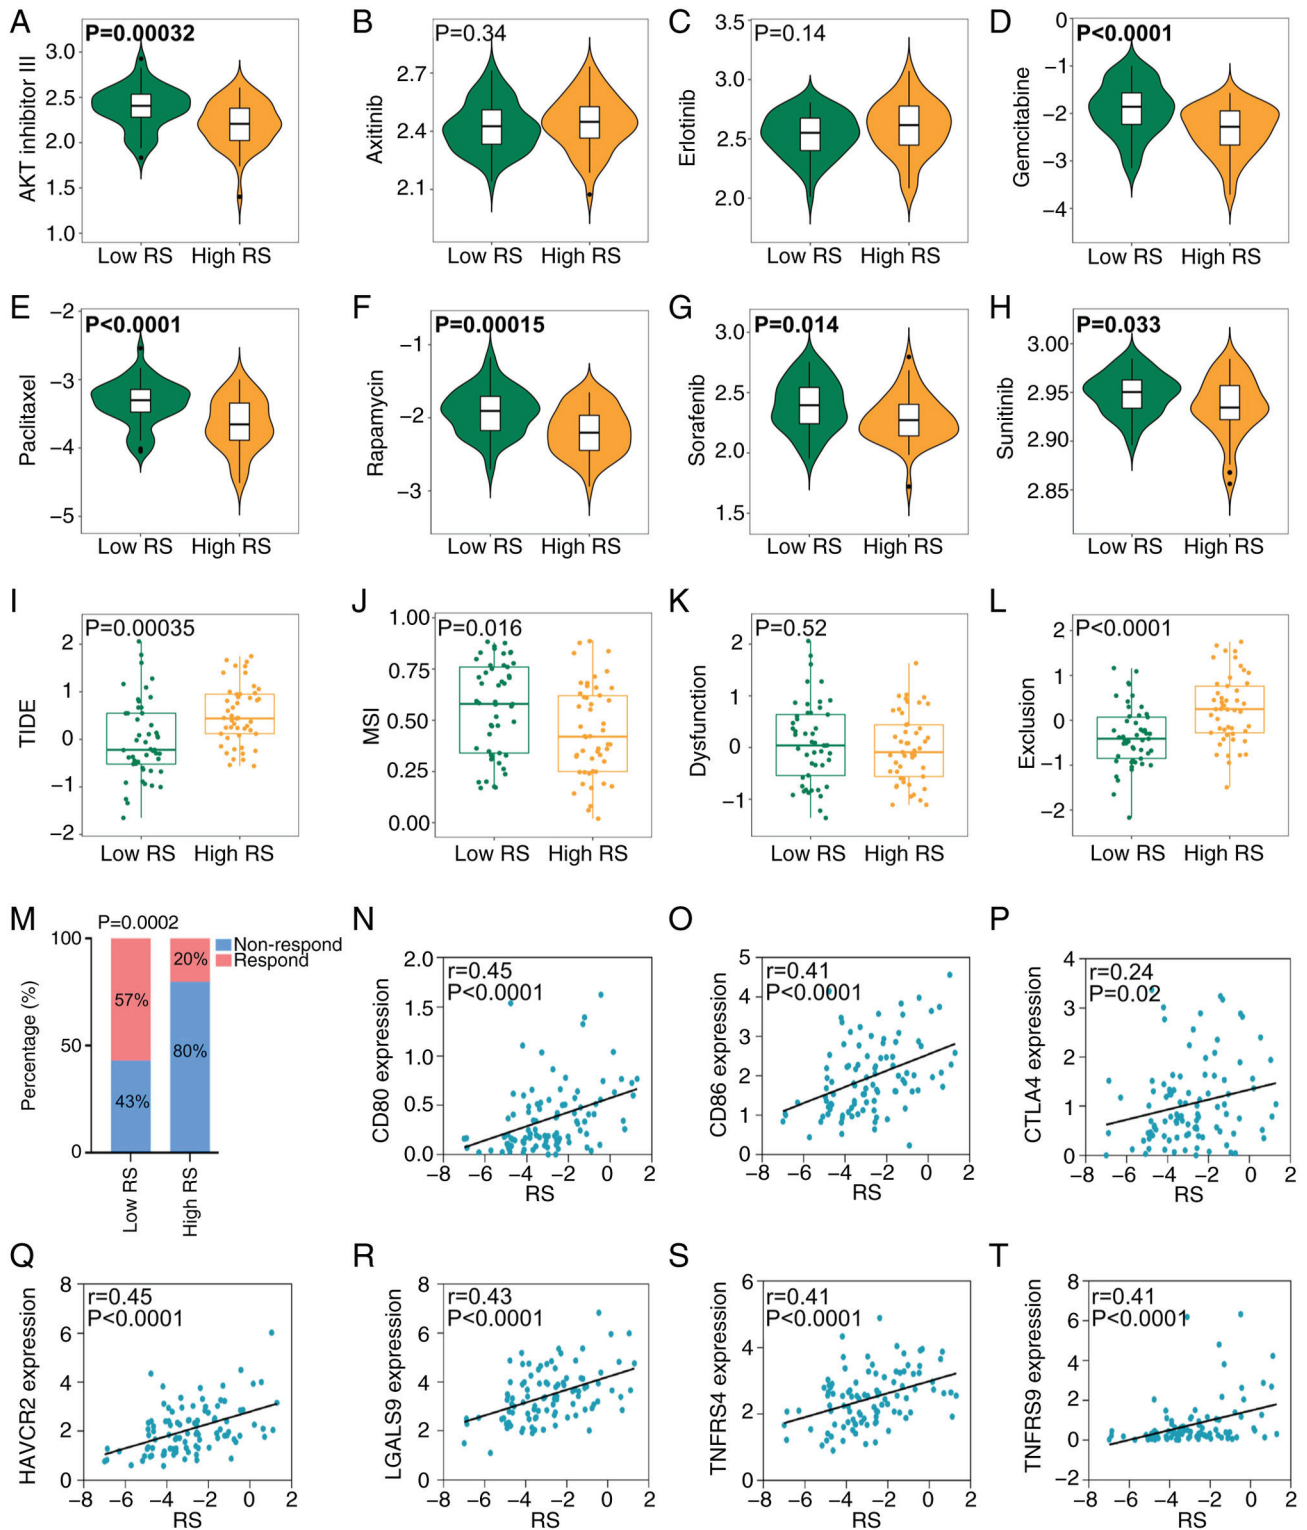 A
P=0.00032
AKT inhibitor III
3.0
2.5
2.0
1.5
1.0
Low RS
High RS
B
P=0.34
Axitinib
2.7
2.4
2.1
Low RS
High RS
C
P=0.14
Erlotinib
3.5
3.0
2.5
2.0
Low RS
High RS
D
P<0.0001
Gemcitabine
0
−1
−2
−3
−4
Low RS
High RS
E
P<0.0001
Paclitaxel
−2
−3
−4
−5
Low RS
High RS
F
P=0.00015
Rapamycin
−1
−2
−3
Low RS
High RS
G
P=0.014
Sorafenib
3.0
2.5
2.0
1.5
Low RS
High RS
H
P=0.033
Sunitinib
3.00
2.95
2.90
2.85
Low RS
High RS
I
P=0.00035
TIDE
2
1
0
−1
−2
Low RS
High RS
J
P=0.016
MSI
1.00
0.75
0.50
0.25
0.00
Low RS
High RS
K
P=0.52
Dysfunction
2
1
0
−1
Low RS
High RS
L
P<0.0001
Exclusion
2
1
0
−1
−2
Low RS
High RS
M
P=0.0002
Percentage (%)
100
50
0
57%
43%
20%
80%
Non-respond
Respond
Low RS
High RS
N
r=0.45
P<0.0001
CD80 expression
2.0
1.5
1.0
0.5
0.0
−8 −6 −4 −2 0 2
RS
O
r=0.41
P<0.0001
CD86 expression
5
4
3
2
1
0
−8 −6 −4 −2 0 2
RS
P
r=0.24
P=0.02
CTLA4 expression
4
3
2
1
0
−8 −6 −4 −2 0 2
RS
Q
r=0.45
P<0.0001
HAVCR2 expression
8
6
4
2
0
−8 −6 −4 −2 0 2
RS
R
r=0.43
P<0.0001
LGALS9 expression
8
6
4
2
0
−8 −6 −4 −2 0 2
RS
S
r=0.41
P<0.0001
TNFRS4 expression
6
4
2
0
−8 −6 −4 −2 0 2
RS
T
r=0.41
P<0.0001
TNFRS9 expression
8
6
4
2
0
−2
−8 −6 −4 −2 0 2
RS